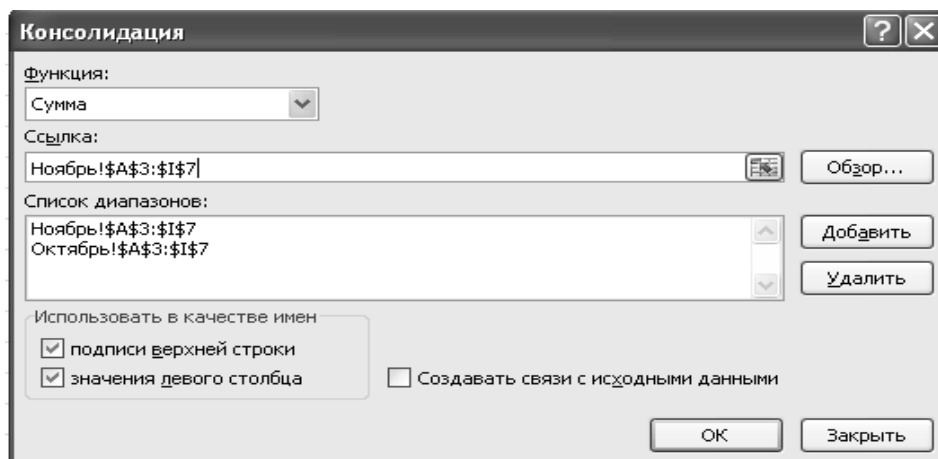 Консолидация
Функция:
Сумма
Ссылка:
Ноябрь!$A$3:$I$7
Обзор...
Список диапазонов:
Ноябрь!$A$3:$I$7
Октябрь!$A$3:$I$7
Добавить
Удалить
Использовать в качестве имен
подписи верхней строки
значения левого столбца
Создавать связи с исходными данными
ОК
Закрыть